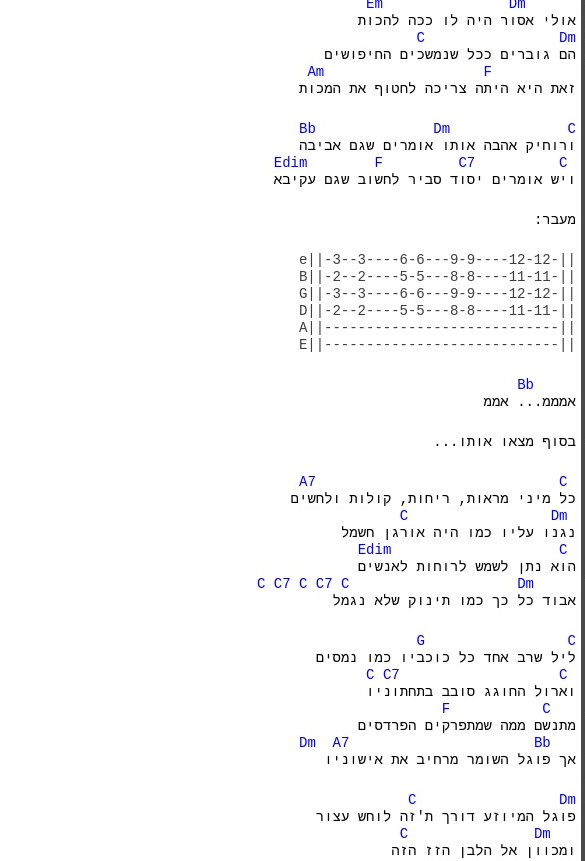 Em Dm
אולי אסור היה לו ככה להכות
C Dm
הם גוברים ככל שנמשכים החיפושים
Am F
זאת היא היתה צריכה לחטוף את המכות
Bb Dm C
ורוחיק אהבה אותו אומרים שגם אביבה
Edim F C7 C
ויש אומרים יסוד סביר לחשוב שגם עקיבא
מעבר:
e||-3--3----6-6---9-9----12-12-||
B||-2--2----5-5---8-8----11-11-||
G||-3--3----6-6---9-9----12-12-||
D||-2--2----5-5---8-8----11-11-||
A||----------------------------||
E||----------------------------||
Bb
אמממ... אממ
בסוף מצאו אותו...
A7 C
כל מיני מראות, ריחות, קולות ולחשים
C Dm
נגנו עליו כמו היה אורגן חשמל
Edim C
הוא נתן לשמש לרוחות לאנשים
C C7 C C7 C Dm
אבוד כל כך כמו תינוק שלא נגמל
G C
ליל שרב אחד כל כוכביו כמו נמסים
C C7 C
וארול החוגג סובב בתחתוניו
F C
מתנשם ממה שמתפרקים הפרדסים
Dm A7 Bb
אך פוגל השומר מרחיב את אישוניו
C Dm
פוגל המיוזע דורך ת'זה לוחש עצור
C Dm
ומכוון אל הלבן הזז הזה